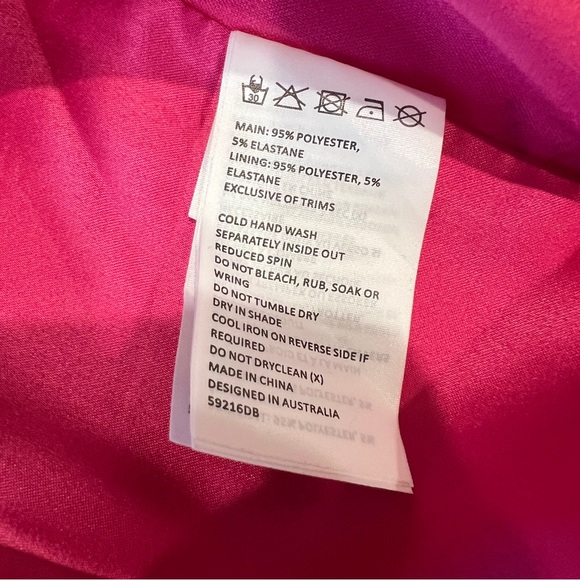 30
MAIN: 95% POLYESTER,
5% ELASTANE
LINING: 95% POLYESTER, 5%
ELASTANE
EXCLUSIVE OF TRIMS
COLD HAND WASH
SEPARATELY INSIDE OUT
REDUCED SPIN
DO NOT BLEACH, RUB, SOAK OR
WRING
DO NOT TUMBLE DRY
DRY IN SHADE
COOL IRON ON REVERSE SIDE IF
REQUIRED
DO NOT DRYCLEAN (X)
MADE IN CHINA
DESIGNED IN AUSTRALIA
59216DB